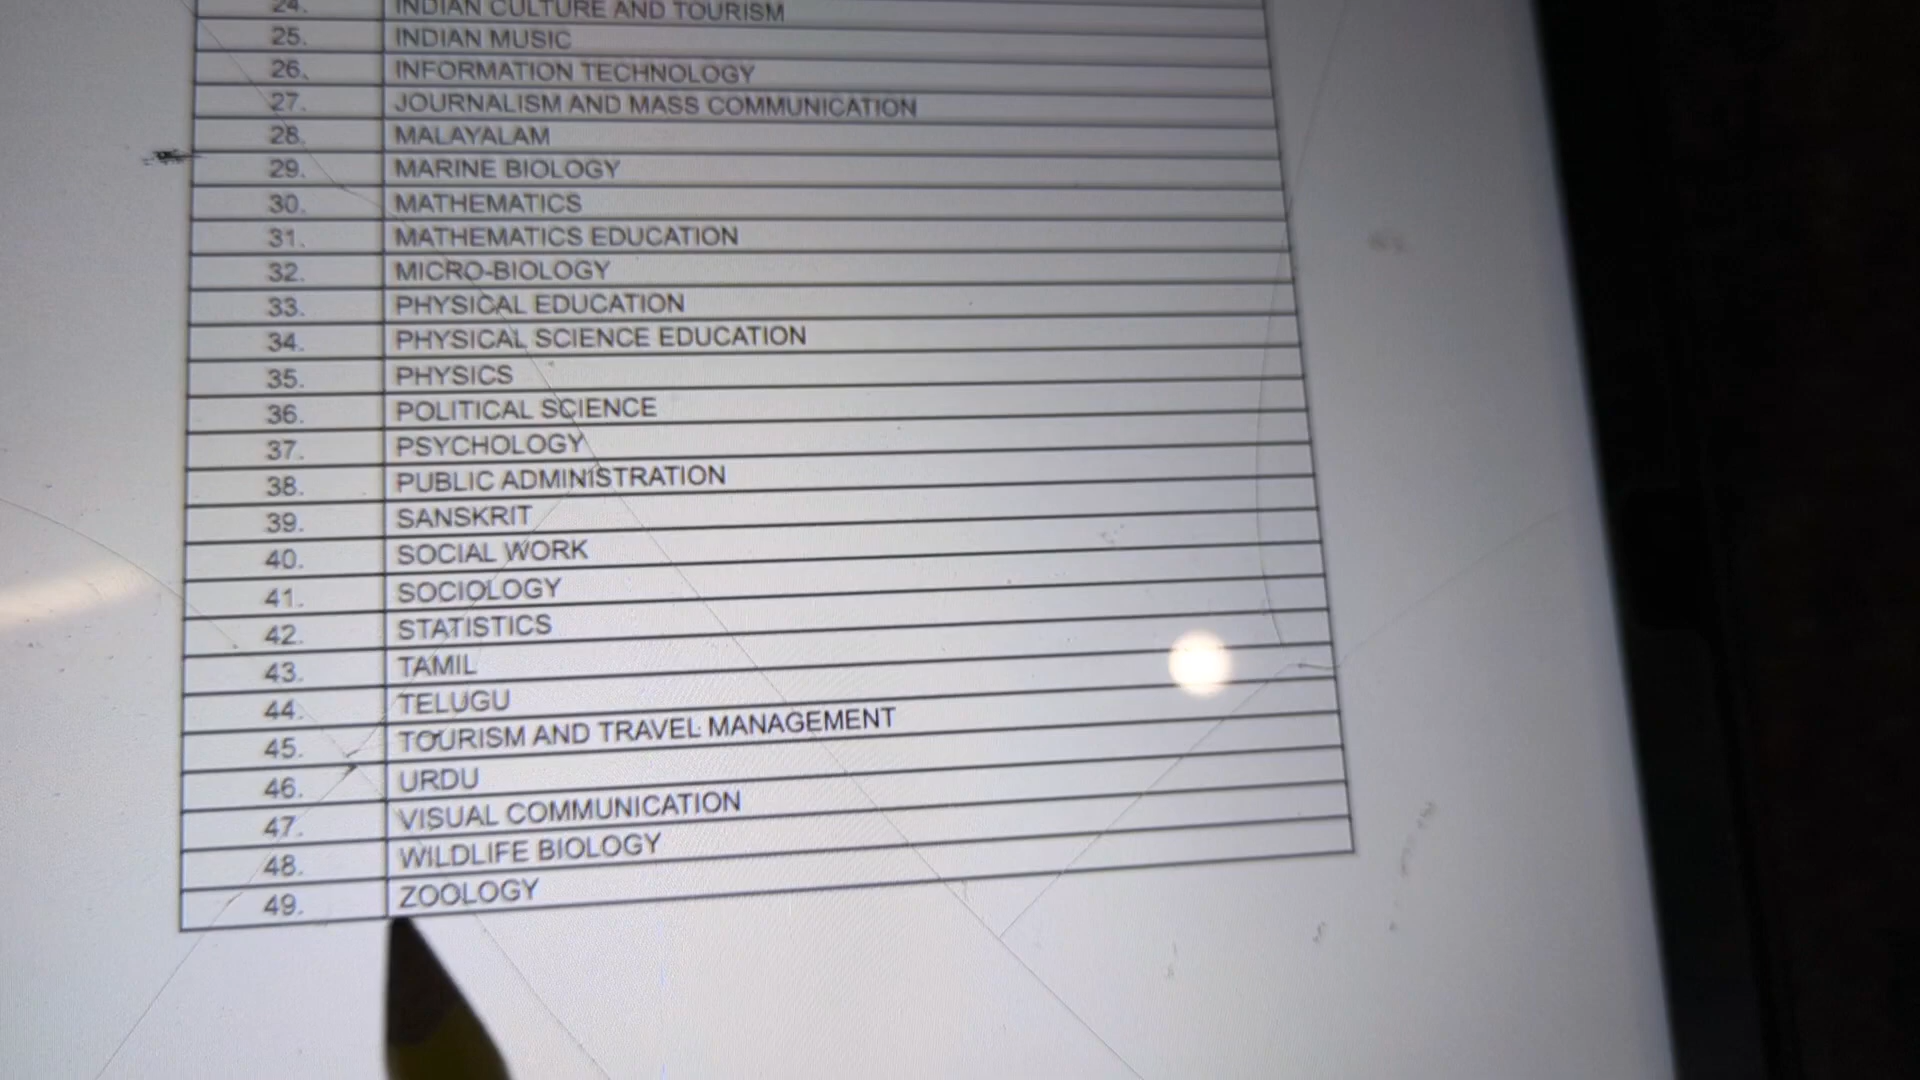 24. INDIAN CULTURE AND TOURISM
25. INDIAN MUSIC
26. INFORMATION TECHNOLOGY
27. JOURNALISM AND MASS COMMUNICATION
28. MALAYALAM
29. MARINE BIOLOGY
30. MATHEMATICS
31. MATHEMATICS EDUCATION
32. MICRO-BIOLOGY
33. PHYSICAL EDUCATION
34. PHYSICAL SCIENCE EDUCATION
35. PHYSICS
36. POLITICAL SCIENCE
37. PSYCHOLOGY
38. PUBLIC ADMINISTRATION
39. SANSKRIT
40. SOCIAL WORK
41. SOCIOLOGY
42. STATISTICS
43. TAMIL
44. TELUGU
45. TOURISM AND TRAVEL MANAGEMENT
46. URDU
47. VISUAL COMMUNICATION
48. WILDLIFE BIOLOGY
49. ZOOLOGY